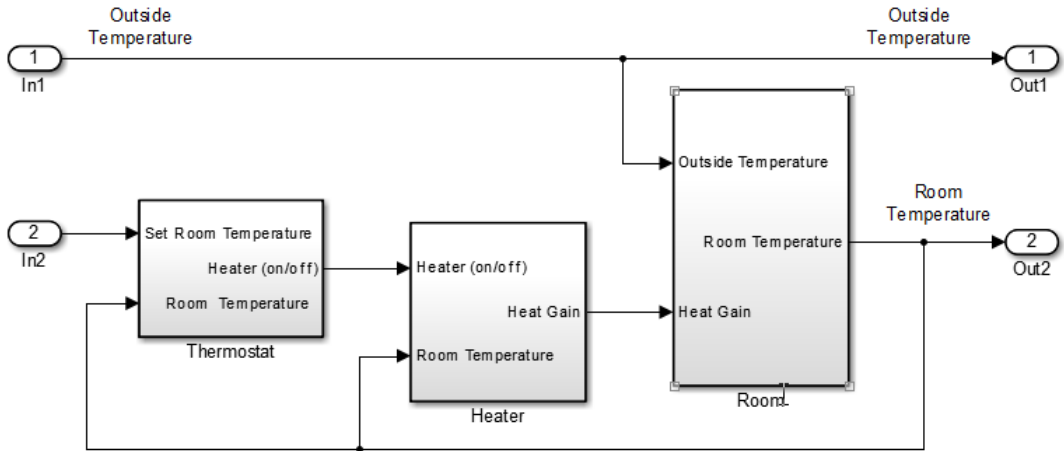 Outside
Temperature
Outside
Temperature
1
In1
1
Out1
Outside Temperature
Room Temperature
Heat Gain
Room
Room
Temperature
2
In2
2
Out2
Set Room Temperature
Heater (on/off)
Room Temperature
Thermostat
Heater (on/off)
Heat Gain
Room Temperature
Heater